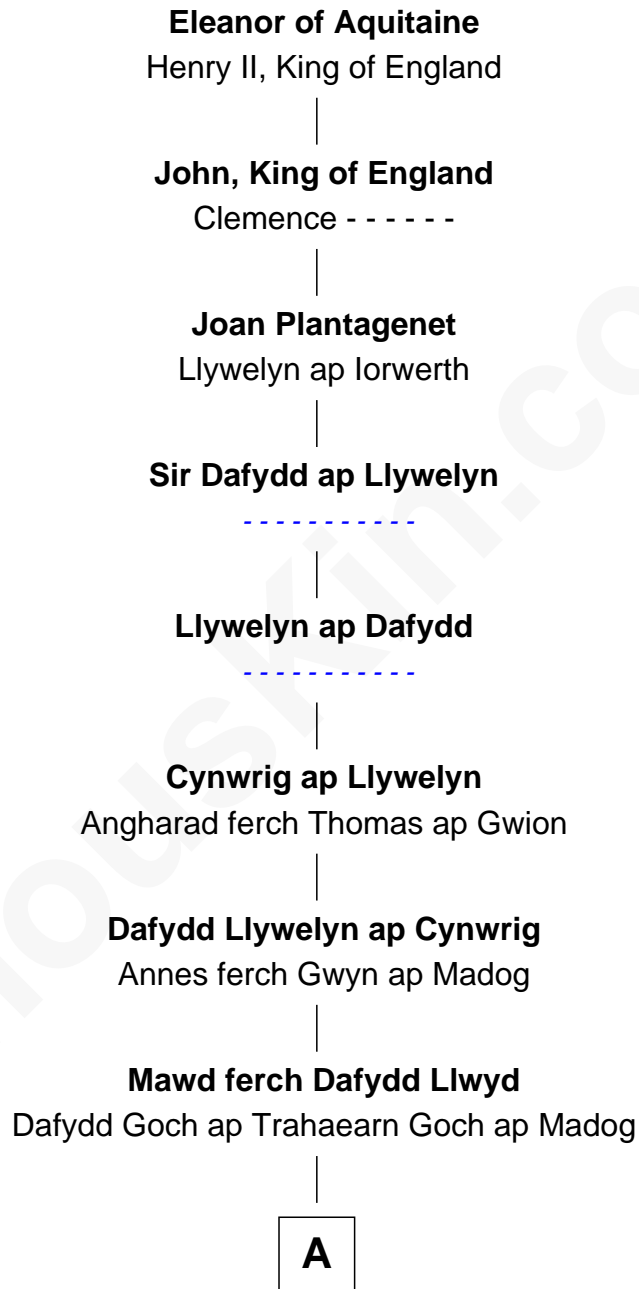 Eleanor of Aquitaine
Henry II, King of England
John, King of England
Clemence - - - - - -
Joan Plantagenet
Llywelyn ap Iorwerth
Sir Dafydd ap Llywelyn
- - - - - - - - - - -
Llywelyn ap Dafydd
- - - - - - - - - - -
Cynwrig ap Llywelyn
Angharad ferch Thomas ap Gwion
Dafydd Llywelyn ap Cynwrig
Annes ferch Gwyn ap Madog
Mawd ferch Dafydd Llwyd
Dafydd Goch ap Trahaearn Goch ap Madog
A